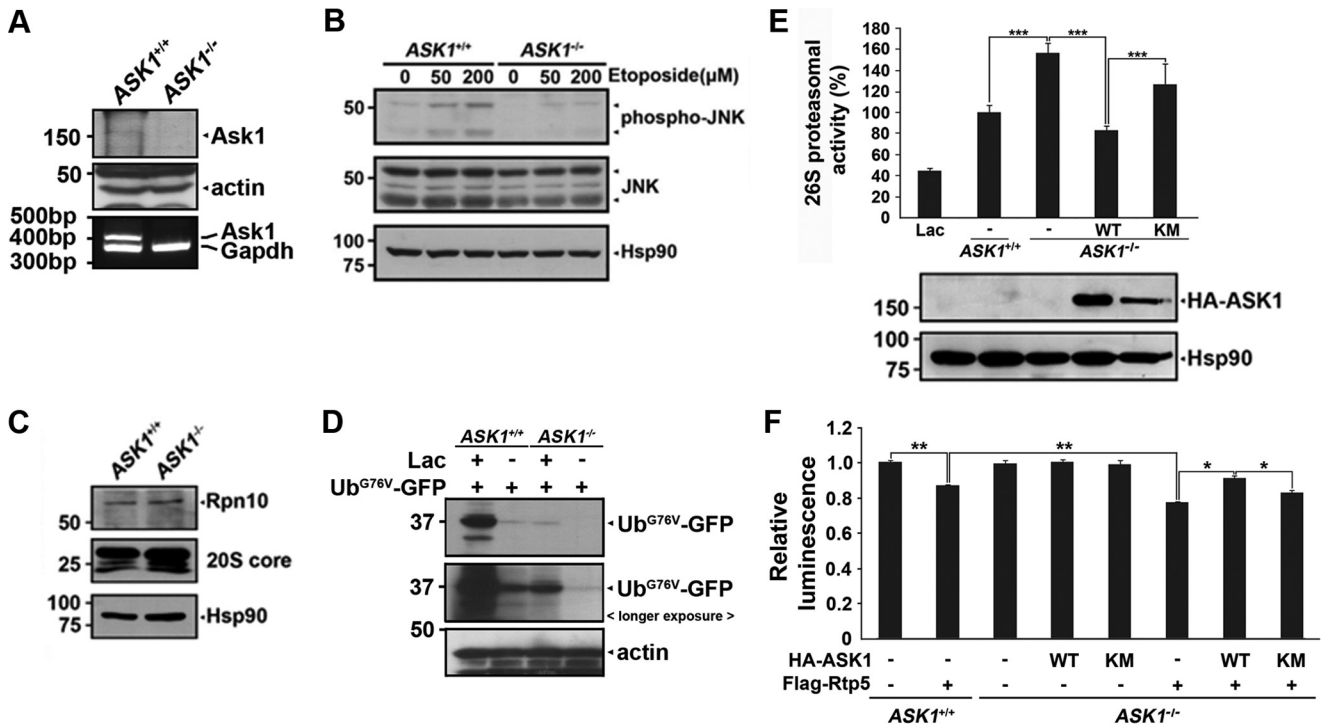 A
ASK1+/+ ASK1-/-
150 Ask1
50 actin
500bp
400bp Ask1
300bp Gapdh
B
ASK1+/+ ASK1-/-
0 50 200 0 50 200 Etoposide(μM)
50 phospho-JNK
50 JNK
100 Hsp90
75
E
26S proteasomal activity (%)
180
160
140
120
100
80
60
40
20
0
*** *** ***
Lac - - WT KM
ASK1+/+ ASK1-/-
150 HA-ASK1
100 Hsp90
75
C
ASK1+/+ ASK1-/-
Rpn10
50
25 20S core
100 Hsp90
75
D
ASK1+/+ ASK1-/-
Lac + - + -
UbG76V-GFP + + + +
37 UbG76V-GFP
37 UbG76V-GFP
< longer exposure >
50
actin
F
Relative luminescence
1.2
1.0
0.8
0.6
0.4
0.2
0
** ** * *
HA-ASK1 - - - WT KM - WT KM
Flag-Rtp5 - + - - - + + +
ASK1+/+ ASK1-/-